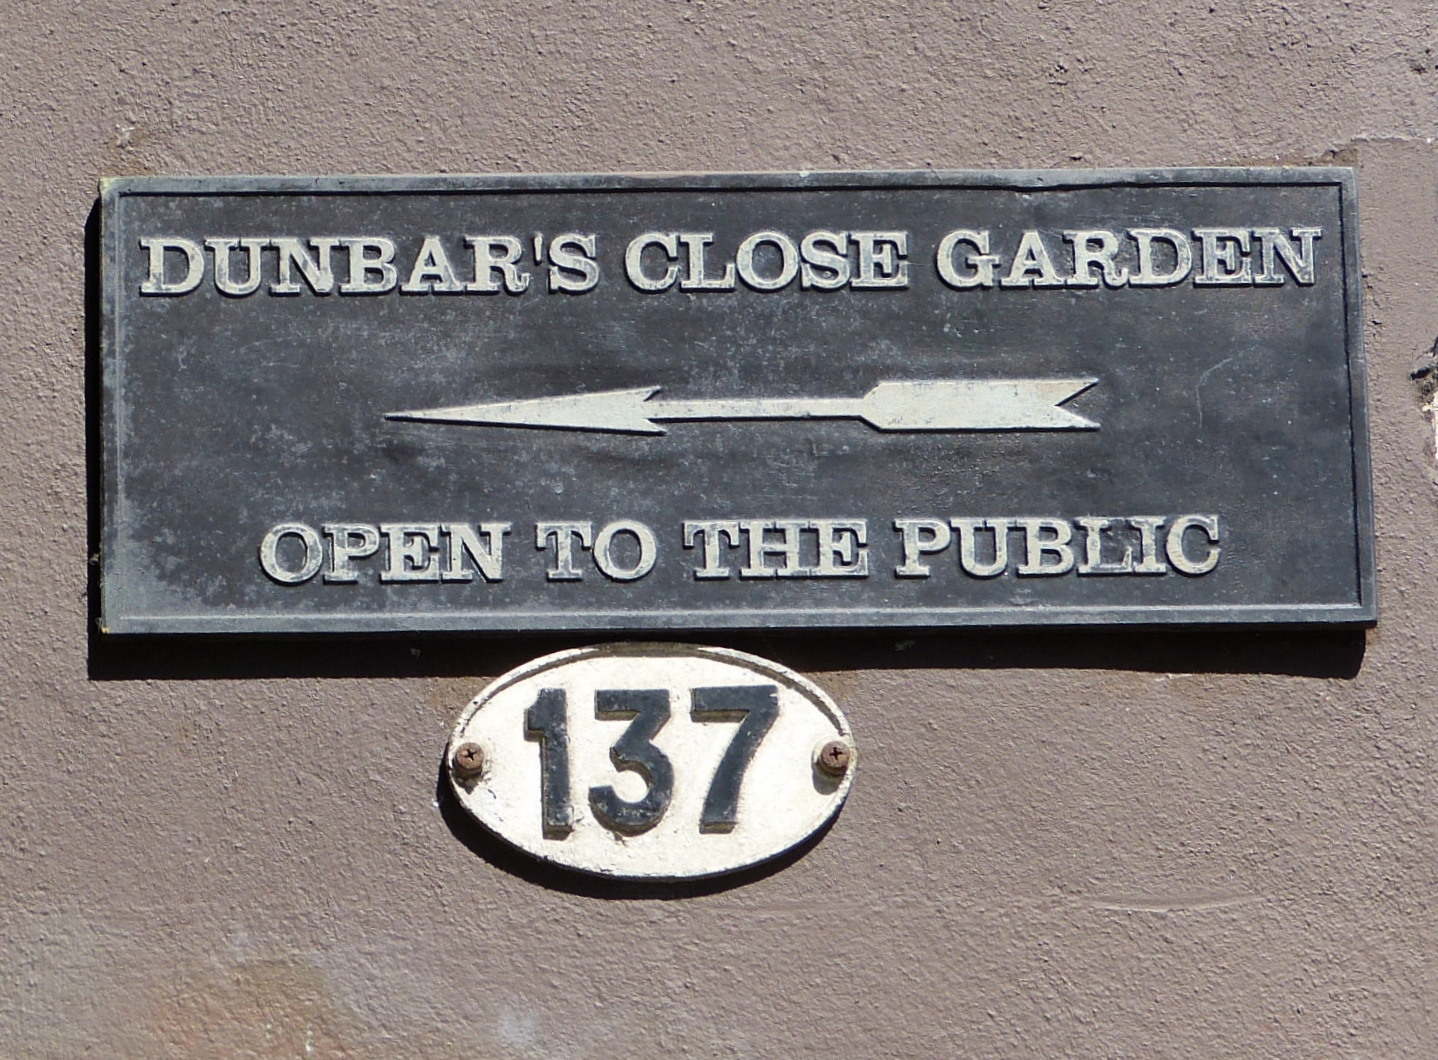 DUNBAR'S CLOSE GARDEN
OPEN TO THE PUBLIC
137